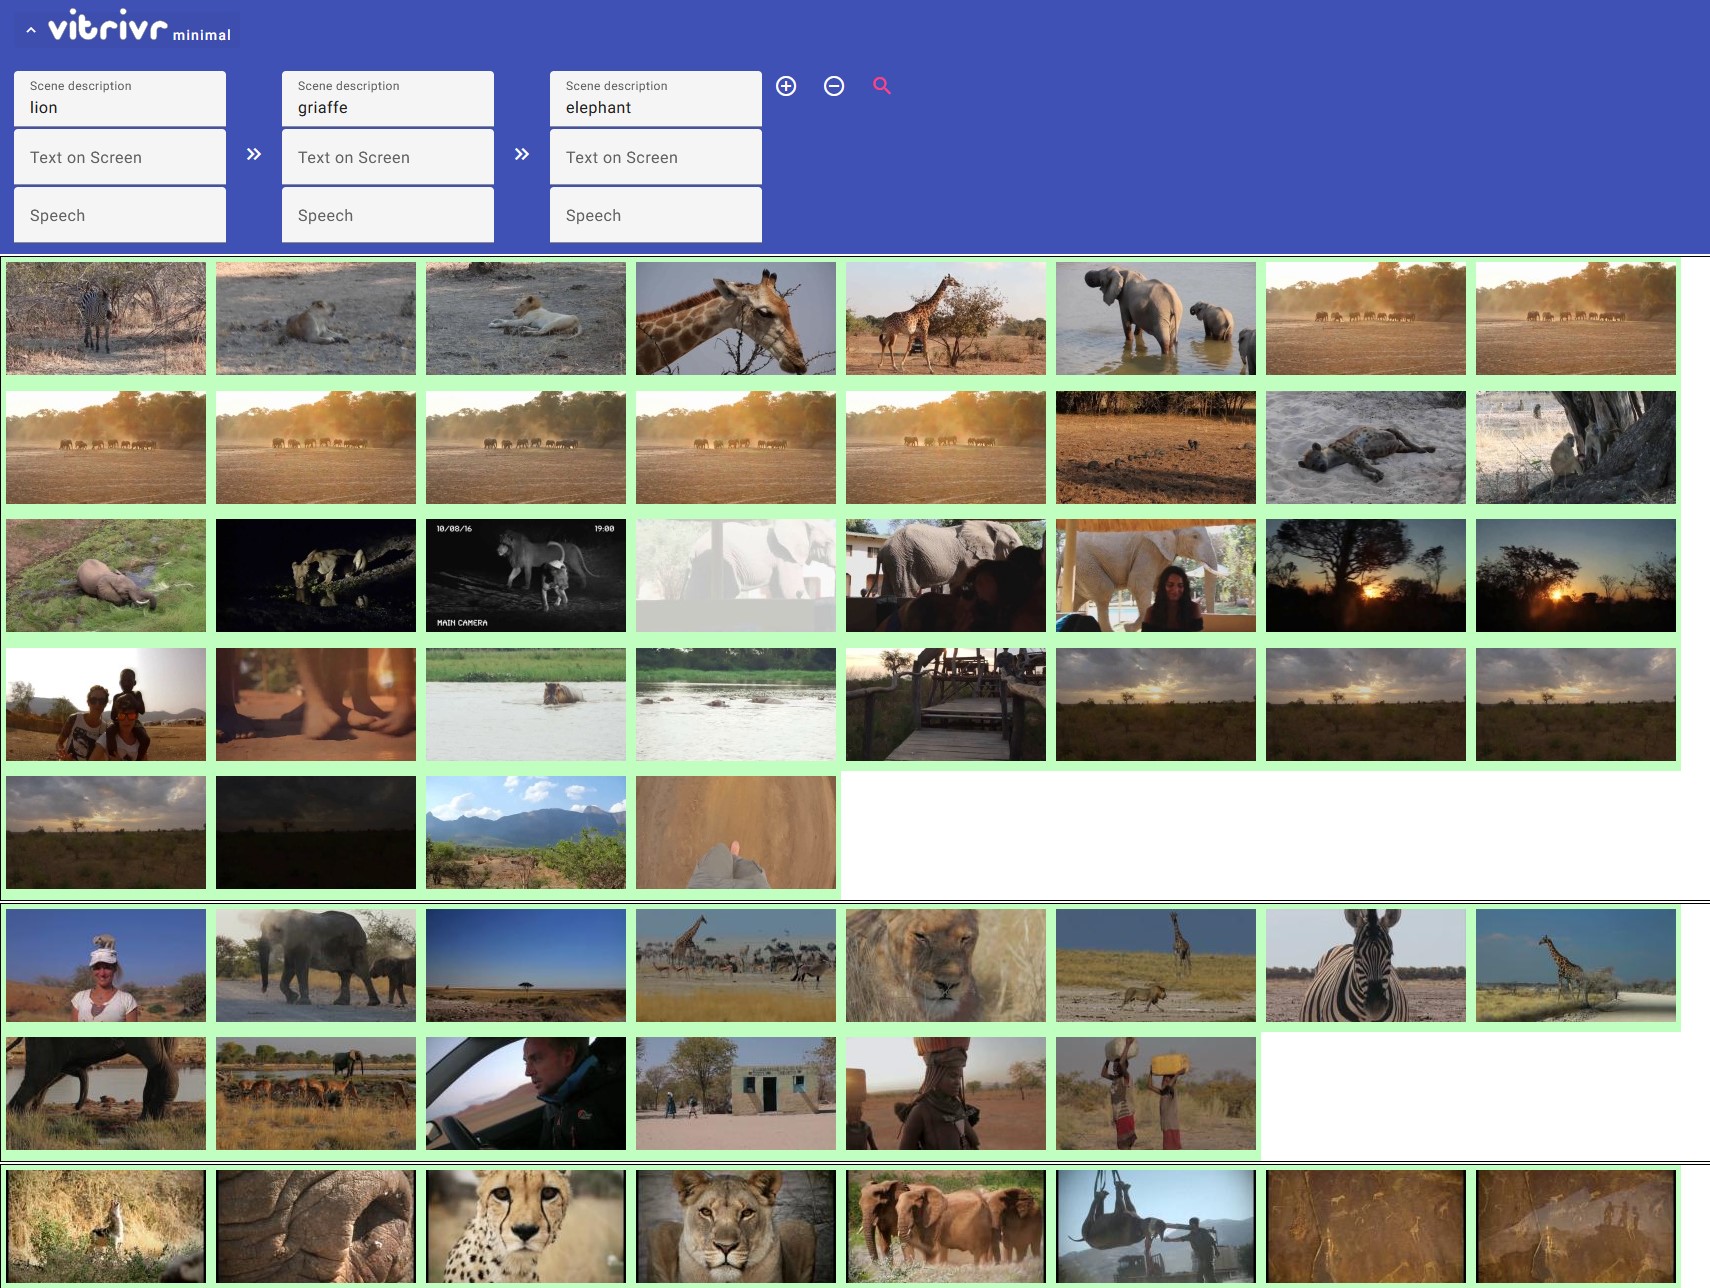 vitrivr minimal
Scene description
lion
Scene description
griaffe
Scene description
elephant
Text on Screen
Text on Screen
Text on Screen
Speech
Speech
Speech
10/08/16 19:00
MAIN CAMERA